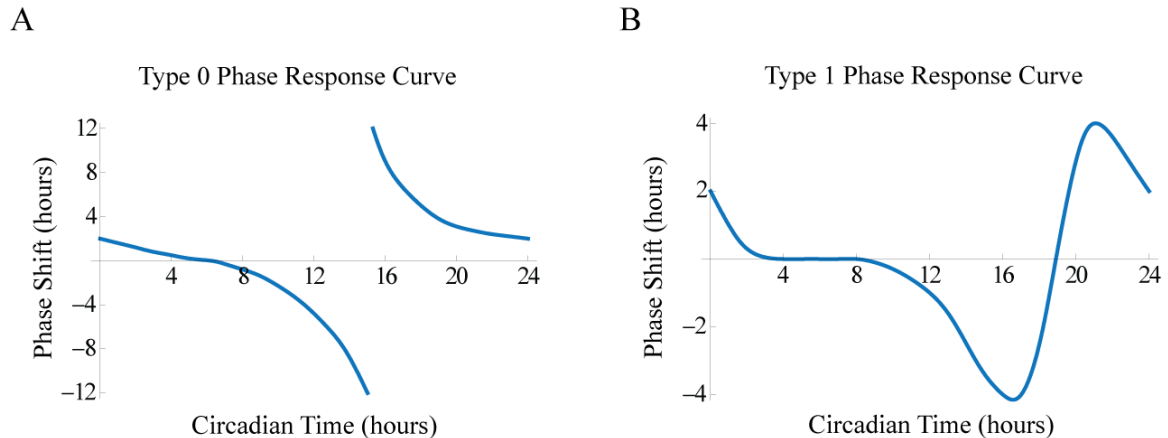 A
Type 0 Phase Response Curve
12
8
4
4 8 12 16 20 24
−4
−8
−12
Phase Shift (hours)
Circadian Time (hours)
B
Type 1 Phase Response Curve
4
2
4 8 12 16 20 24
−2
−4
Phase Shift (hours)
Circadian Time (hours)